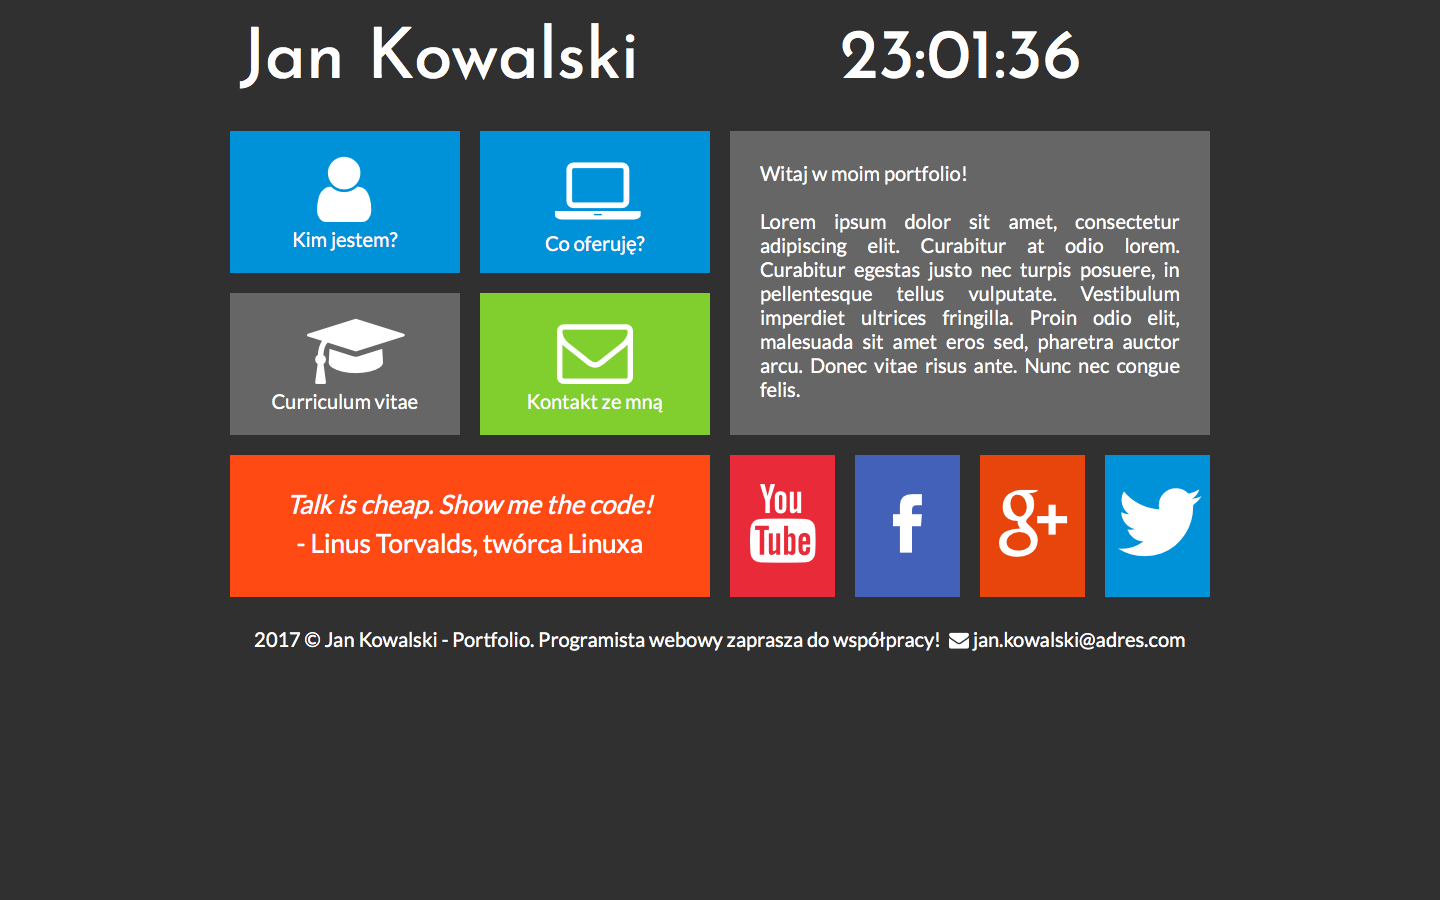 Jan Kowalski
23:01:36
Kim jestem?
Co oferuję?
Witaj w moim portfolio!
Lorem ipsum dolor sit amet, consectetur
adipiscing elit. Curabitur at odio lorem.
Curabitur egestas justo nec turpis posuere, in
pellentesque tellus vulputate. Vestibulum
imperdiet ultrices fringilla. Proin odio elit,
malesuada sit amet eros sed, pharetra auctor
arcu. Donec vitae risus ante. Nunc nec congue
felis.
Curriculum vitae
Kontakt ze mną
Talk is cheap. Show me the code!
- Linus Torvalds, twórca Linuxa
You
Tube
f
g+
2017 © Jan Kowalski - Portfolio. Programista webowy zaprasza do współpracy! jan.kowalski@adres.com